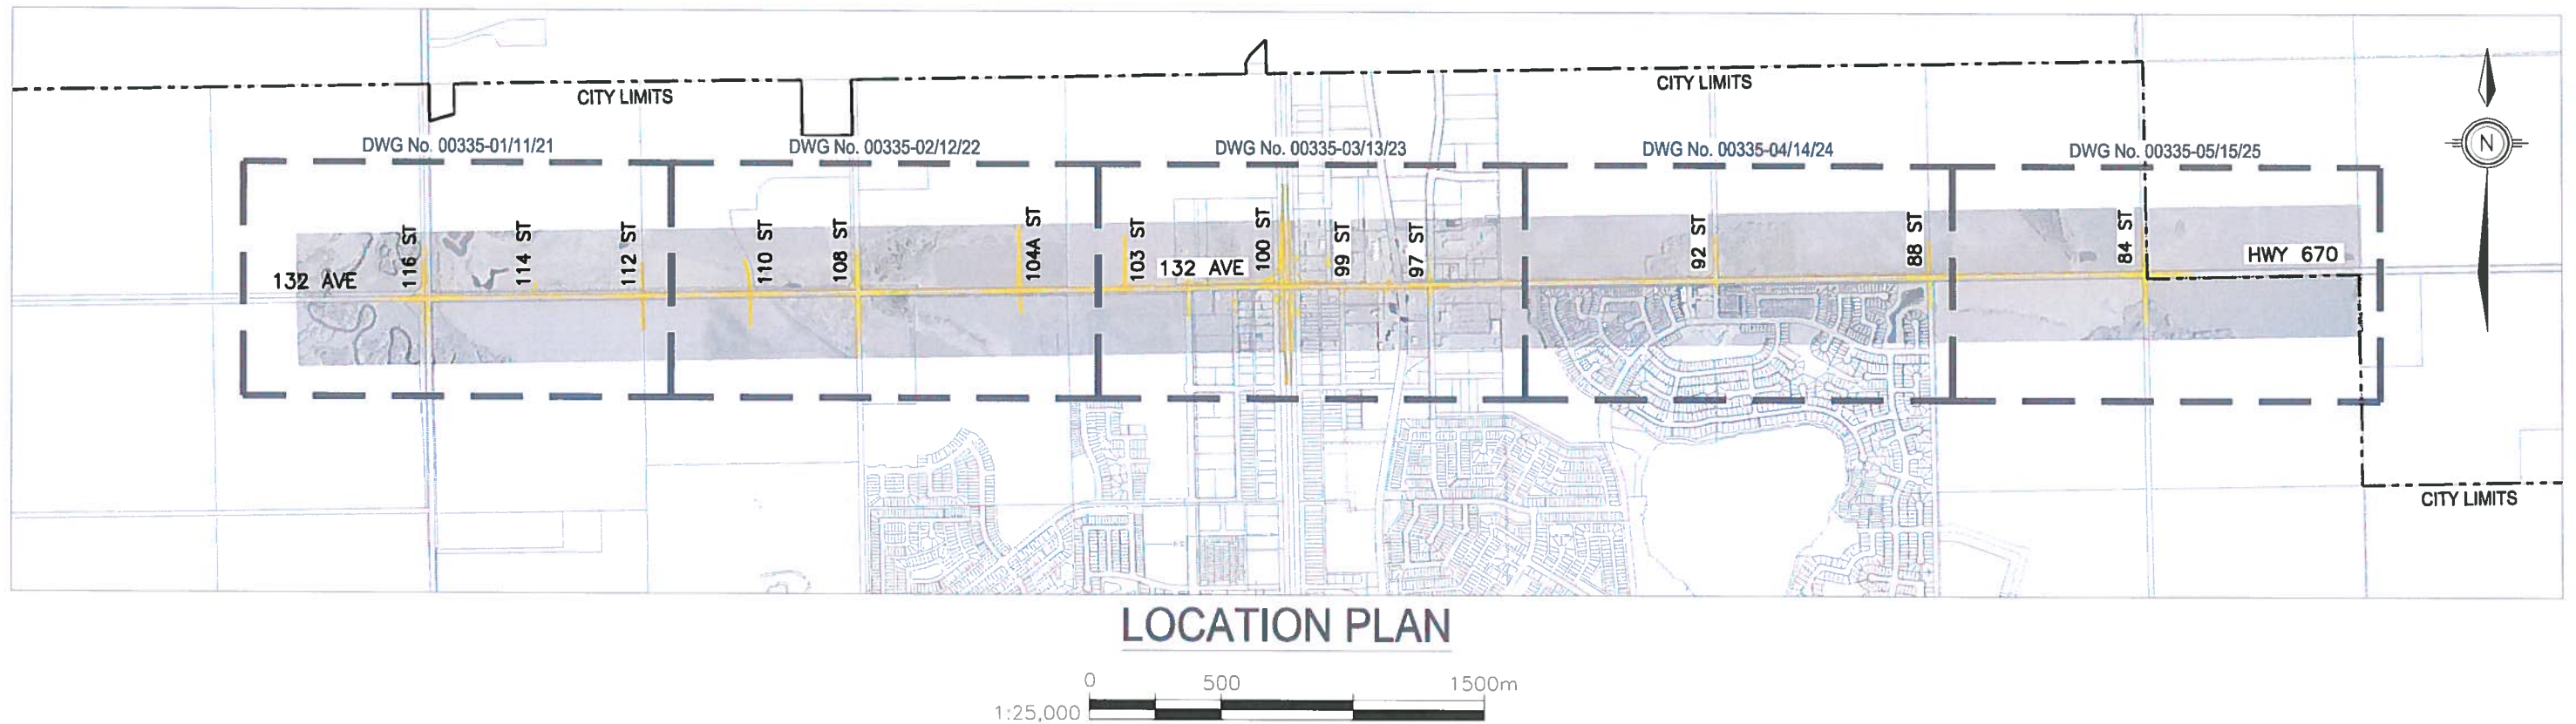 CITY LIMITS
CITY LIMITS
DWG No. 00335-01/11/21
DWG No. 00335-02/12/22
DWG No. 00335-03/13/23
DWG No. 00335-04/14/24
DWG No. 00335-05/15/25
N
132 AVE
116 ST
114 ST
112 ST
110 ST
108 ST
104A ST
103 ST
132 AVE
100 ST
99 ST
97 ST
92 ST
88 ST
84 ST
HWY 670
CITY LIMITS
LOCATION PLAN
0 500 1500m
1:25,000